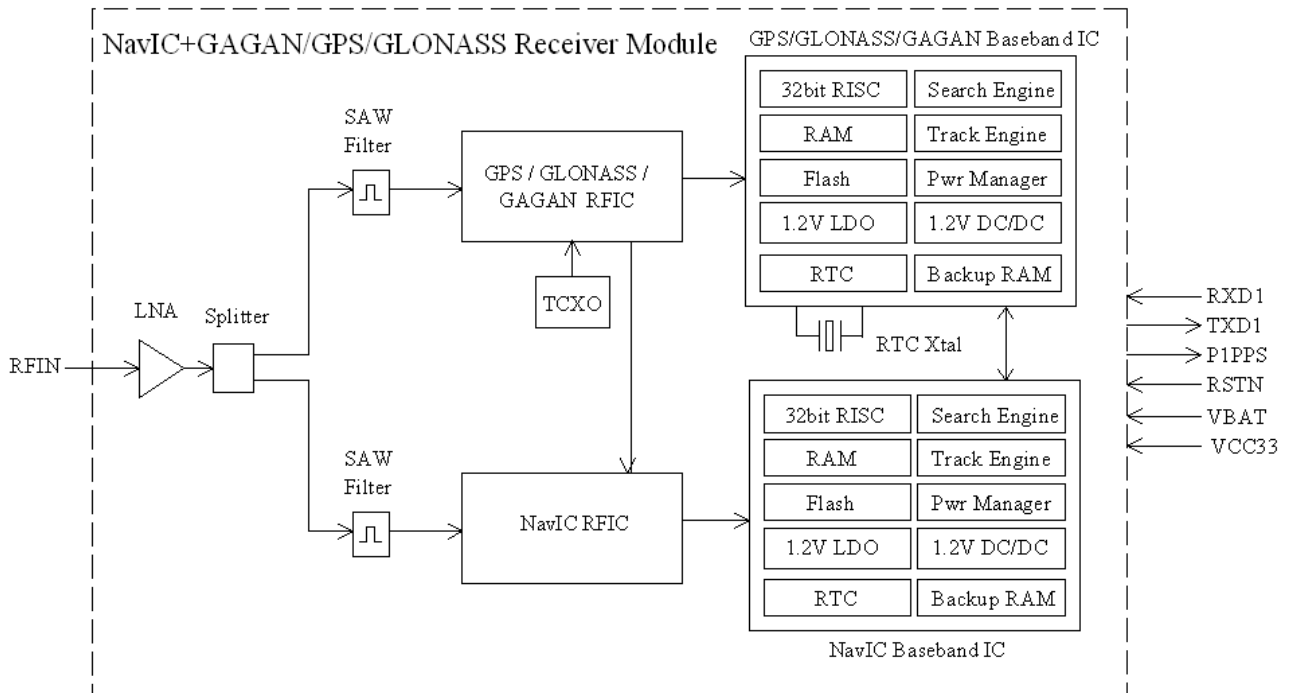 NavIC+GAGAN/GPS/GLONASS Receiver Module
GPS/GLONASS/GAGAN Baseband IC
32bit RISC
Search Engine
RAM
Track Engine
Flash
Pwr Manager
1.2V LDO
1.2V DC/DC
RTC
Backup RAM
SAW
Filter
GPS / GLONASS /
GAGAN RFIC
TCXO
LNA
Splitter
RFIN
RTC Xtal
RXD1
TXD1
P1PPS
RSTN
VBAT
VCC33
SAW
Filter
NavIC RFIC
32bit RISC
Search Engine
RAM
Track Engine
Flash
Pwr Manager
1.2V LDO
1.2V DC/DC
RTC
Backup RAM
NavIC Baseband IC